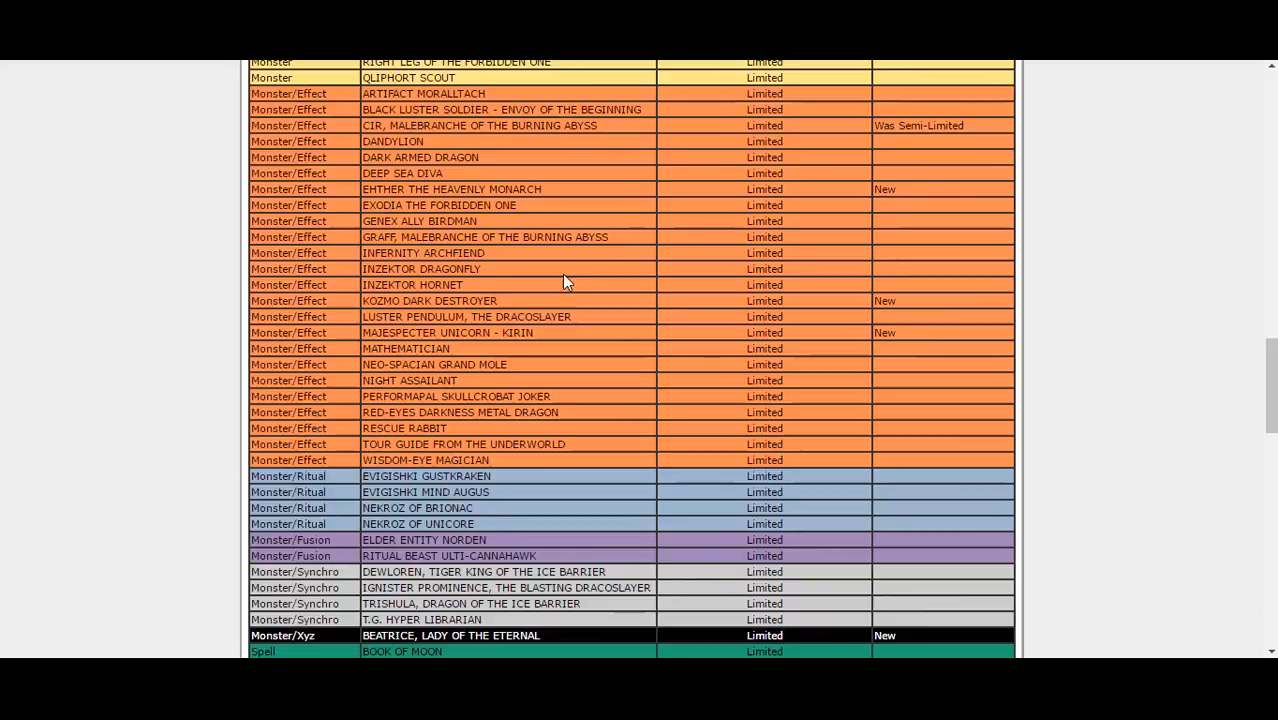 Monster RIGHT LEG OF THE FORBIDDEN ONE Limited
Monster QLIPHORT SCOUT Limited
Monster/Effect ARTIFACT MORALLTACH Limited
Monster/Effect BLACK LUSTER SOLDIER - ENVOY OF THE BEGINNING Limited
Monster/Effect CIR, MALEBRANCHE OF THE BURNING ABYSS Limited Was Semi-Limited
Monster/Effect DANDYLION Limited
Monster/Effect DARK ARMED DRAGON Limited
Monster/Effect DEEP SEA DIVA Limited
Monster/Effect EHTHER THE HEAVENLY MONARCH Limited New
Monster/Effect EXODIA THE FORBIDDEN ONE Limited
Monster/Effect GENEX ALLY BIRDMAN Limited
Monster/Effect GRAFF, MALEBRANCHE OF THE BURNING ABYSS Limited
Monster/Effect INFERNITY ARCHFIEND Limited
Monster/Effect INZEKTOR DRAGONFLY Limited
Monster/Effect INZEKTOR HORNET Limited
Monster/Effect KOZMO DARK DESTROYER Limited New
Monster/Effect LUSTER PENDULUM, THE DRACOSLAYER Limited
Monster/Effect MAJESPECTER UNICORN - KIRIN Limited New
Monster/Effect MATHEMATICIAN Limited
Monster/Effect NEO-SPACIAN GRAND MOLE Limited
Monster/Effect NIGHT ASSAILANT Limited
Monster/Effect PERFORMAPAL SKULLCROBAT JOKER Limited
Monster/Effect RED-EYES DARKNESS METAL DRAGON Limited
Monster/Effect RESCUE RABBIT Limited
Monster/Effect TOUR GUIDE FROM THE UNDERWORLD Limited
Monster/Effect WISDOM-EYE MAGICIAN Limited
Monster/Ritual EVIGISHKI GUSTKRAKEN Limited
Monster/Ritual EVIGISHKI MIND AUGUS Limited
Monster/Ritual NEKROZ OF BRIONAC Limited
Monster/Ritual NEKROZ OF UNICORE Limited
Monster/Fusion ELDER ENTITY NORDEN Limited
Monster/Fusion RITUAL BEAST ULTI-CANNAHAWK Limited
Monster/Synchro DEWLOREN, TIGER KING OF THE ICE BARRIER Limited
Monster/Synchro IGNISTER PROMINENCE, THE BLASTING DRACOSLAYER Limited
Monster/Synchro TRISHULA, DRAGON OF THE ICE BARRIER Limited
Monster/Synchro T.G. HYPER LIBRARIAN Limited
Monster/Xyz BEATRICE, LADY OF THE ETERNAL Limited New
Spell BOOK OF MOON Limited